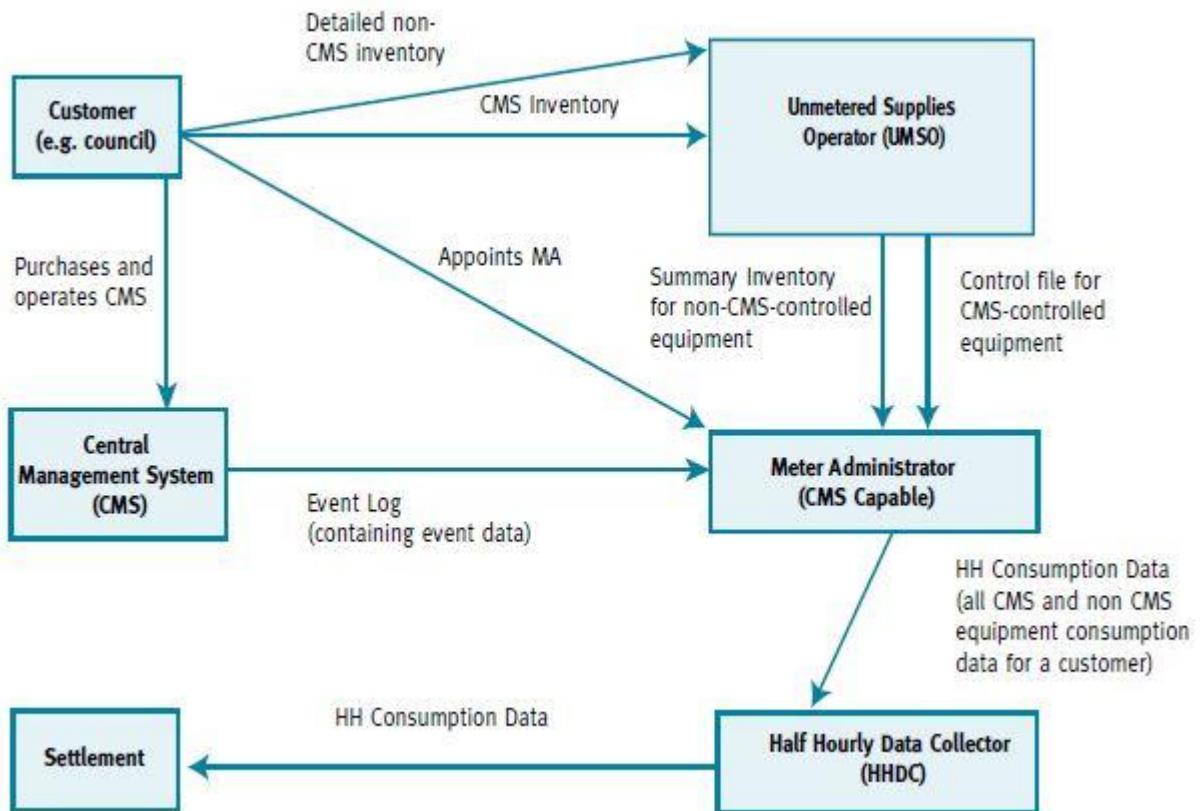 Detailed non-
CMS inventory
Customer
(e.g. council)
CMS Inventory
Unmetered Supplies
Operator (UMSO)
Purchases and
operates CMS
Appoints MA
Summary Inventory
for non-CMS-controlled
equipment
Control file for
CMS-controlled
equipment
Central
Management System
(CMS)
Event Log
(containing event data)
Meter Administrator
(CMS Capable)
HH Consumption Data
(all CMS and non CMS
equipment consumption
data for a customer)
Settlement
HH Consumption Data
Half Hourly Data Collector
(HHDC)